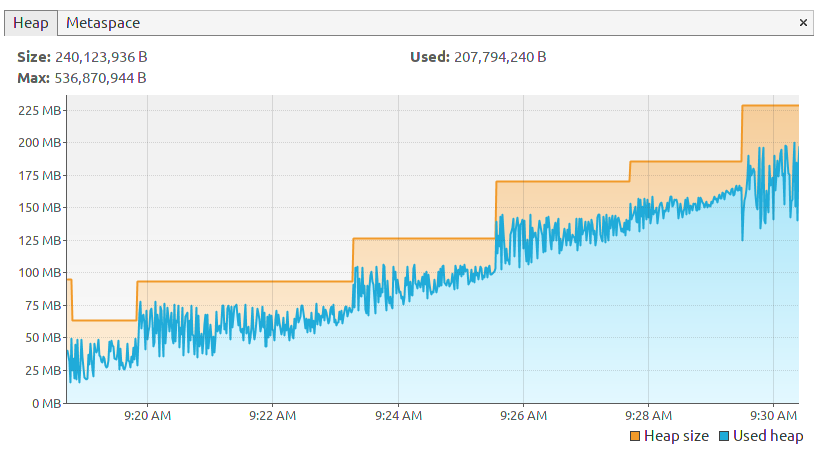 Heap Metaspace ×
Size: 240,123,936 B Used: 207,794,240 B
Max: 536,870,944 B
225 MB
200 MB
175 MB
150 MB
125 MB
100 MB
75 MB
50 MB
25 MB
0 MB
9:20 AM 9:22 AM 9:24 AM 9:26 AM 9:28 AM 9:30 AM
Heap size Used heap